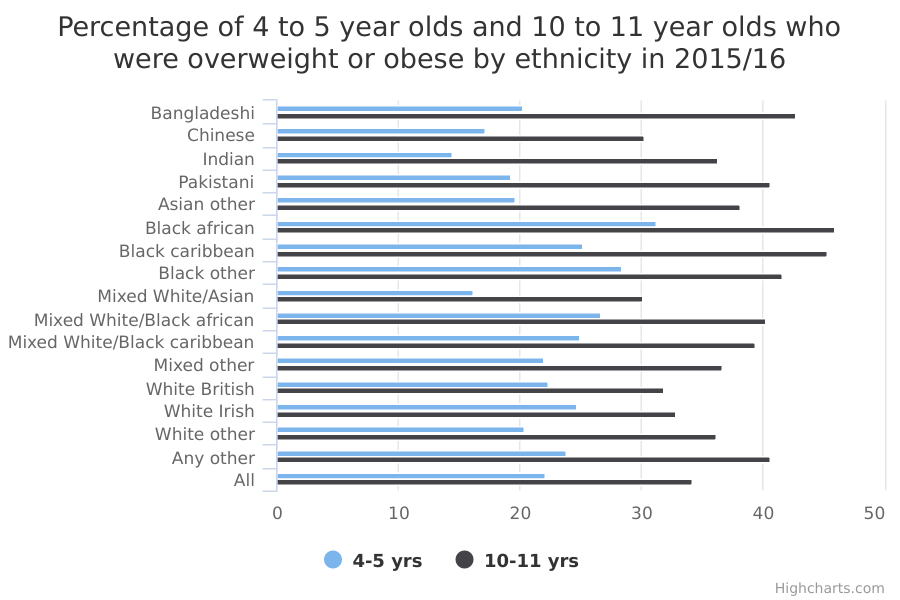 Percentage of 4 to 5 year olds and 10 to 11 year olds who
were overweight or obese by ethnicity in 2015/16
Bangladeshi
Chinese
Indian
Pakistani
Asian other
Black african
Black caribbean
Black other
Mixed White/Asian
Mixed White/Black african
Mixed White/Black caribbean
Mixed other
White British
White Irish
White other
Any other
All
0 10 20 30 40 50
4-5 yrs 10-11 yrs
Highcharts.com